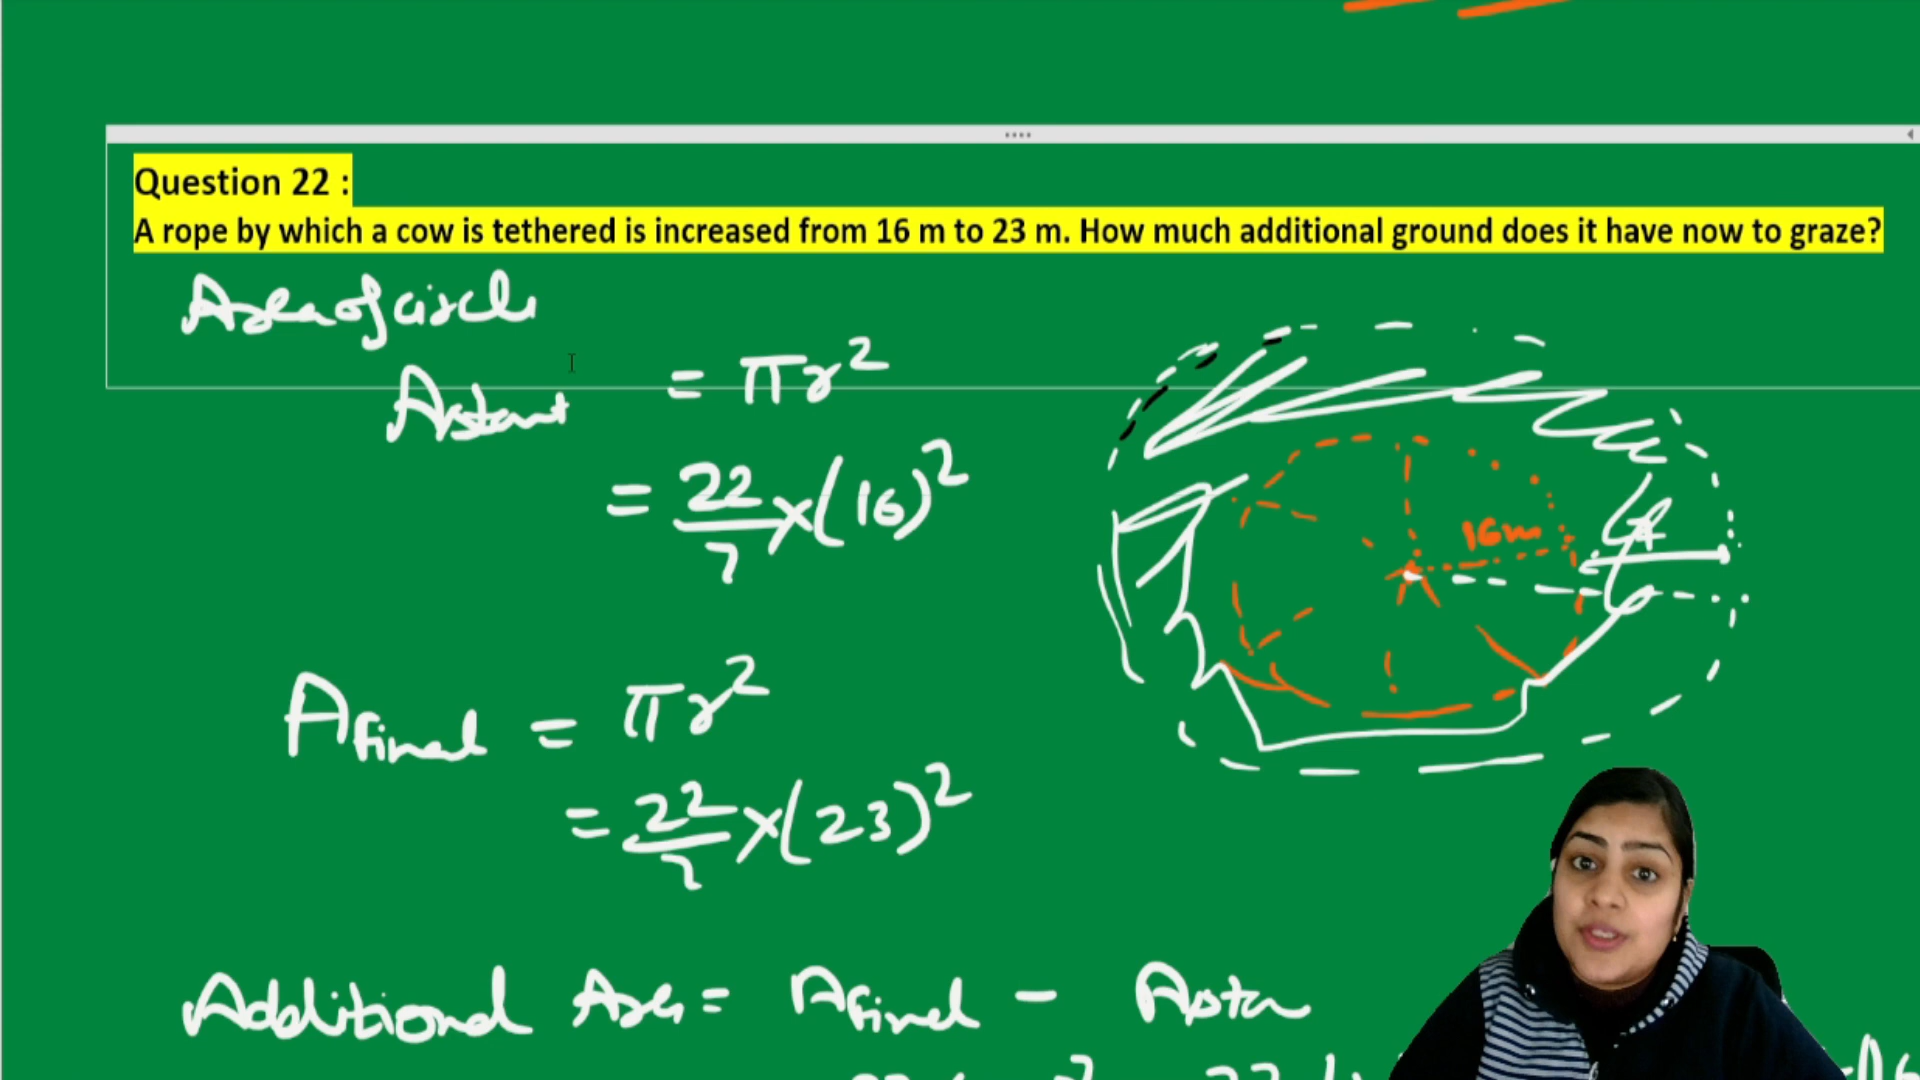 Question 22 :
A rope by which a cow is tethered is increased from 16 m to 23 m. How much additional ground does it have now to graze?
Area of circle
Astart = πr²
= 22/7 × (16)²
16m
Afinal = πr²
= 22/7 × (23)²
Additional Area = Afinal −